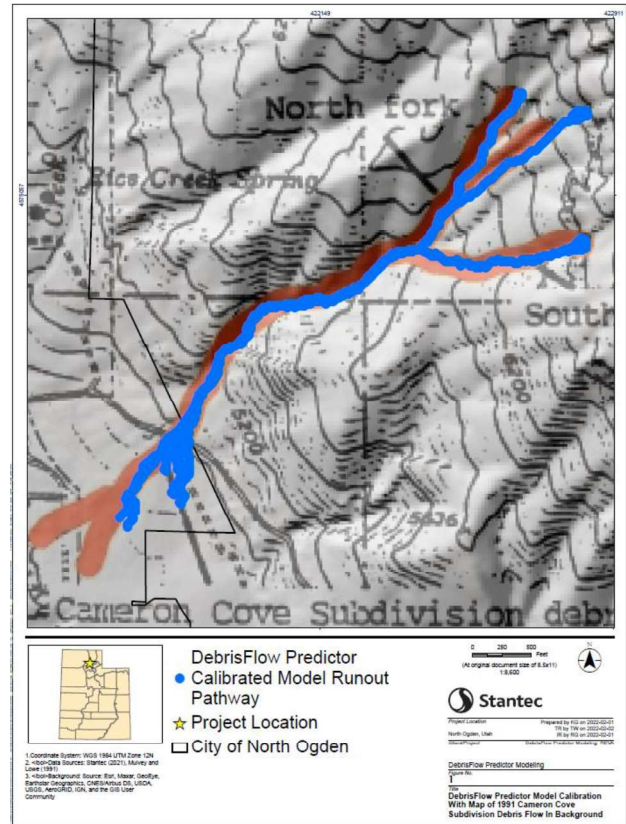 422149
422911
North fork
Rice Creek Spring
Creek
South
6200
5200
5636
Cameron Cove Subdivision debr
DebrisFlow Predictor
Calibrated Model Runout
Pathway
Project Location
City of North Ogden
0 250 500
Feet
(At original document size of 8.5x11)
1:8,600
N
Stantec
Project Location
North Ogden, Utah
Prepared by KG on 2022-02-01
TR by TW on 2022-02-02
IR by RG on 2022-02-01
Client/Project
1.Coordinate System: WGS 1984 UTM Zone 12N
2. </bol>Data Sources: Stantec (2021), Mulvey and
Lowe (1991)
3. </bol>Background: Source: Esri, Maxar, GeoEye,
Earthstar Geographics, CNES/Airbus DS, USDA,
USGS, AeroGRID, IGN, and the GIS User
Community
DebrisFlow Predictor Modeling
Figure No.
1
Title
DebrisFlow Predictor Model Calibration
With Map of 1991 Cameron Cove
Subdivision Debris Flow In Background